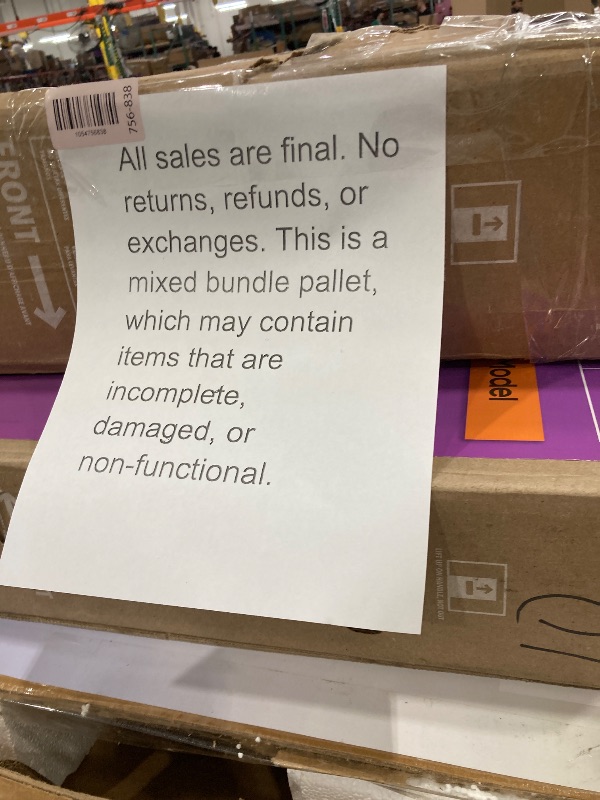 756-838
All sales are final. No
returns, refunds, or
exchanges. This is a
mixed bundle pallet,
which may contain
items that are
incomplete,
damaged, or
non-functional.
FRONT
odel